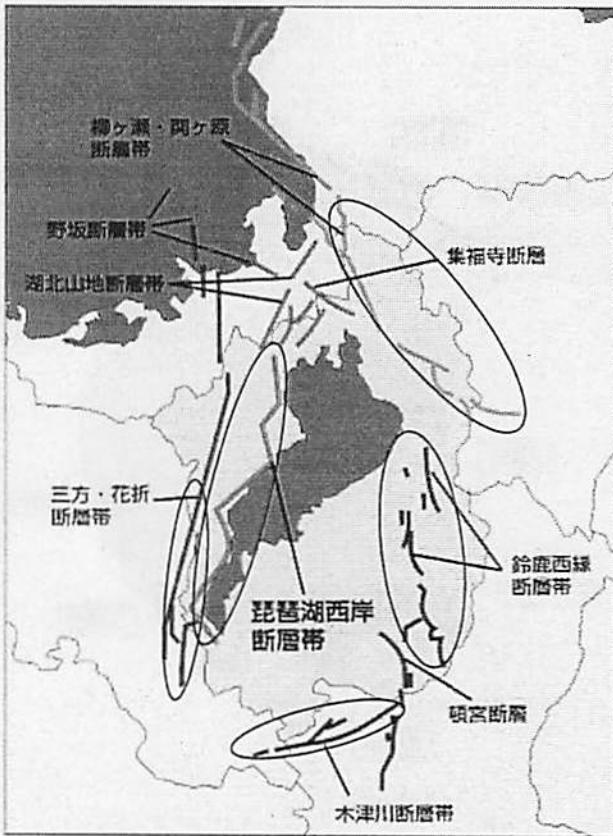 柳ヶ瀬・関ヶ原
断層帯
野坂断層帯
集福寺断層
湖北山地断層帯
三方・花折
断層帯
鈴鹿西縁
断層帯
琵琶湖西岸
断層帯
頓宮断層
木津川断層帯